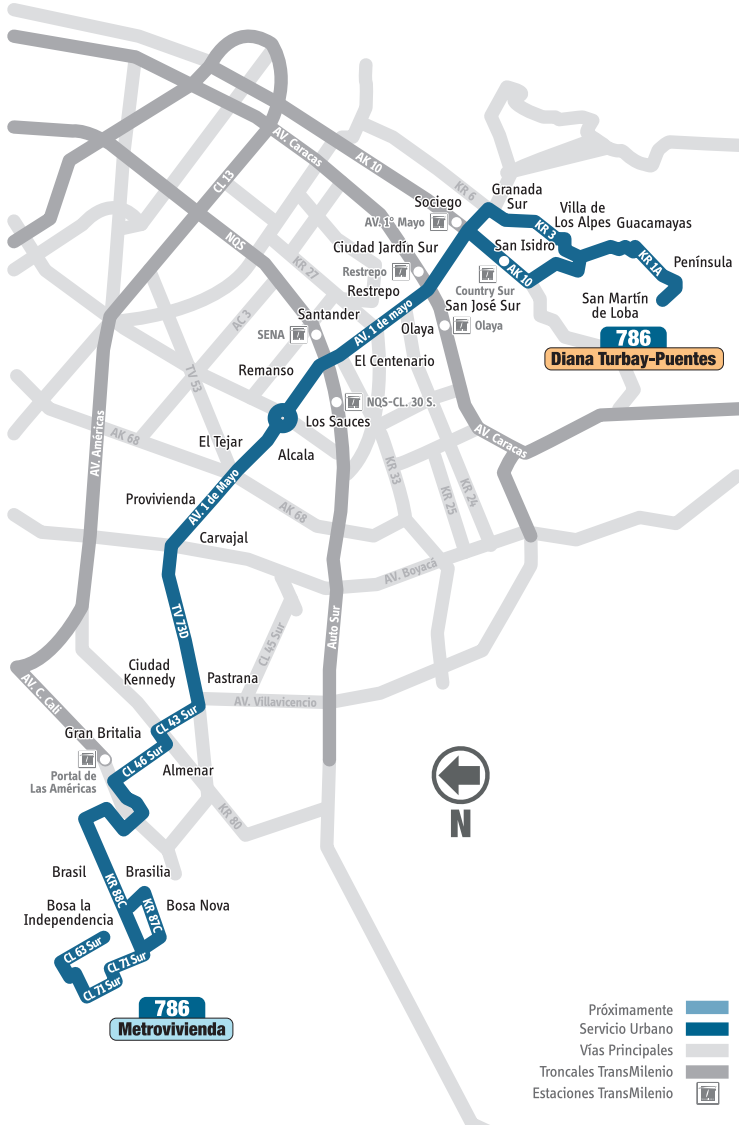 AV. Caracas
AK 10
CL 13
KR 6
Granada
Sur
Sociego
Villa de
Los Alpes
Guacamayas
AV. 1° Mayo
KR 3
NQS
Ciudad Jardín Sur
San Isidro
Península
KR 1A
KR 27
Restrepo
AK 10
Country Sur
Restrepo
San José Sur
San Martín
de Loba
AC 3
Santander
AV. 1 de mayo
Olaya
Olaya
SENA
786
Diana Turbay-Puentes
El Centenario
Remanso
TV 53
NQS-CL. 30 S.
Los Sauces
AV. Américas
AK 68
El Tejar
Alcala
AV. Caracas
KR 33
KR 25
KR 24
Provivienda
AV. 1 de Mayo
AK 68
Carvajal
AV. Boyacá
TV 73D
Auto Sur
CL 45 Sur
Ciudad
Kennedy
Pastrana
AV. C. Cali
AV. Villavicencio
CL 43 Sur
Gran Britalia
CL 46 Sur
Almenar
Portal de
Las Américas
KR 80
N
Brasil
Brasilia
KR 88C
KR 87C
Bosa la
Independencia
Bosa Nova
CL 63 Sur
CL 71 Sur
CL 71 Sur
786
Metrovivienda
Próximamente
Servicio Urbano
Vías Principales
Troncales TransMilenio
Estaciones TransMilenio